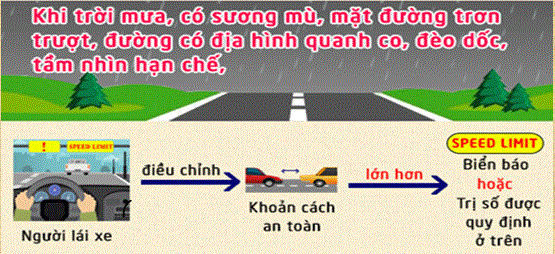 Khi trời mưa, có sương mù, mặt đường trơn
trượt, đường có địa hình quanh co, đèo dốc,
tầm nhìn hạn chế,
! SPEED LIMIT
Người lái xe
điều chỉnh
Khoản cách
an toàn
lớn hơn
SPEED LIMIT
Biển báo
hoặc
Trị số được
quy định
ở trên